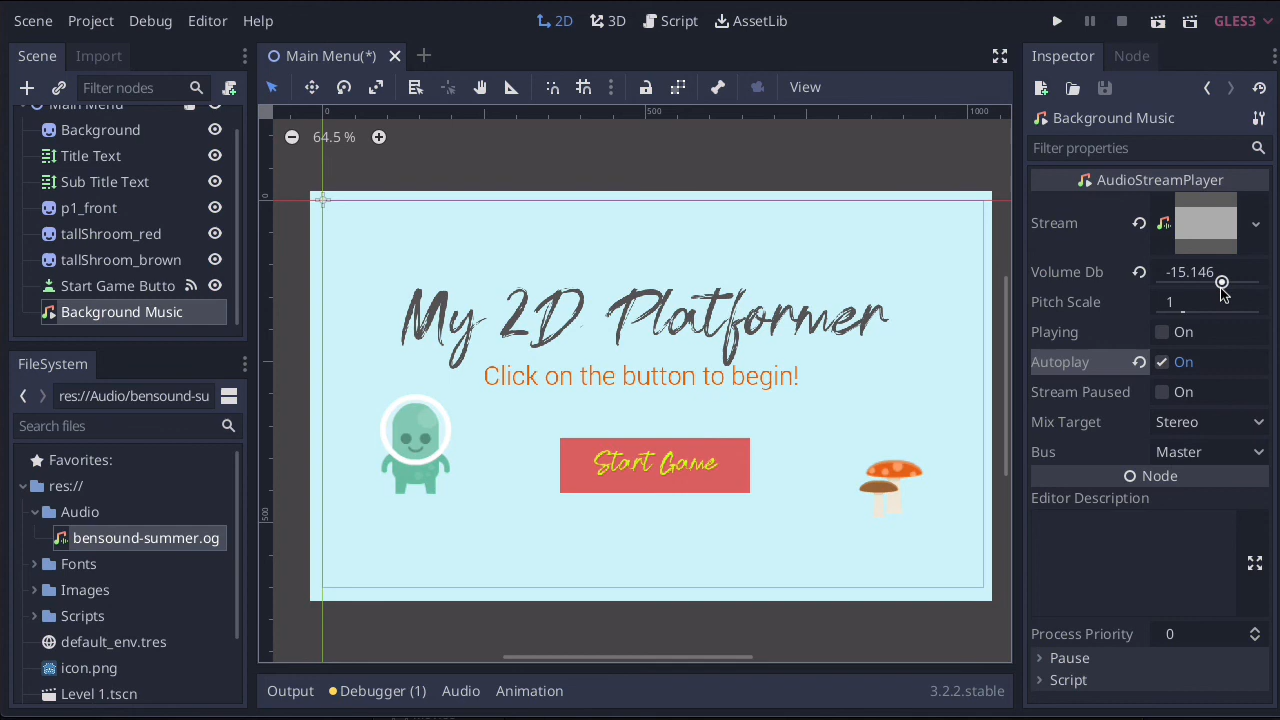 Scene Project Debug Editor Help
2D 3D Script AssetLib
GLES3
Scene Import
Filter nodes
Main Menu
Background
Title Text
Sub Title Text
p1_front
tallShroom_red
tallShroom_brown
Start Game Butto
Background Music
FileSystem
res://Audio/bensound-su
Search files
Favorites:
res://
Audio
bensound-summer.og
Fonts
Images
Scripts
default_env.tres
icon.png
Level 1.tscn
Main Menu(*)
View
0 500 1000
64.5 %
0
500
My 2D Platformer
Click on the button to begin!
Start Game
Output Debugger (1) Audio Animation 3.2.2.stable
Inspector Node
Background Music
Filter properties
AudioStreamPlayer
Stream
Volume Db -15.146
Pitch Scale 1
Playing On
Autoplay On
Stream Paused On
Mix Target Stereo
Bus Master
Node
Editor Description
Process Priority 0
Pause
Script